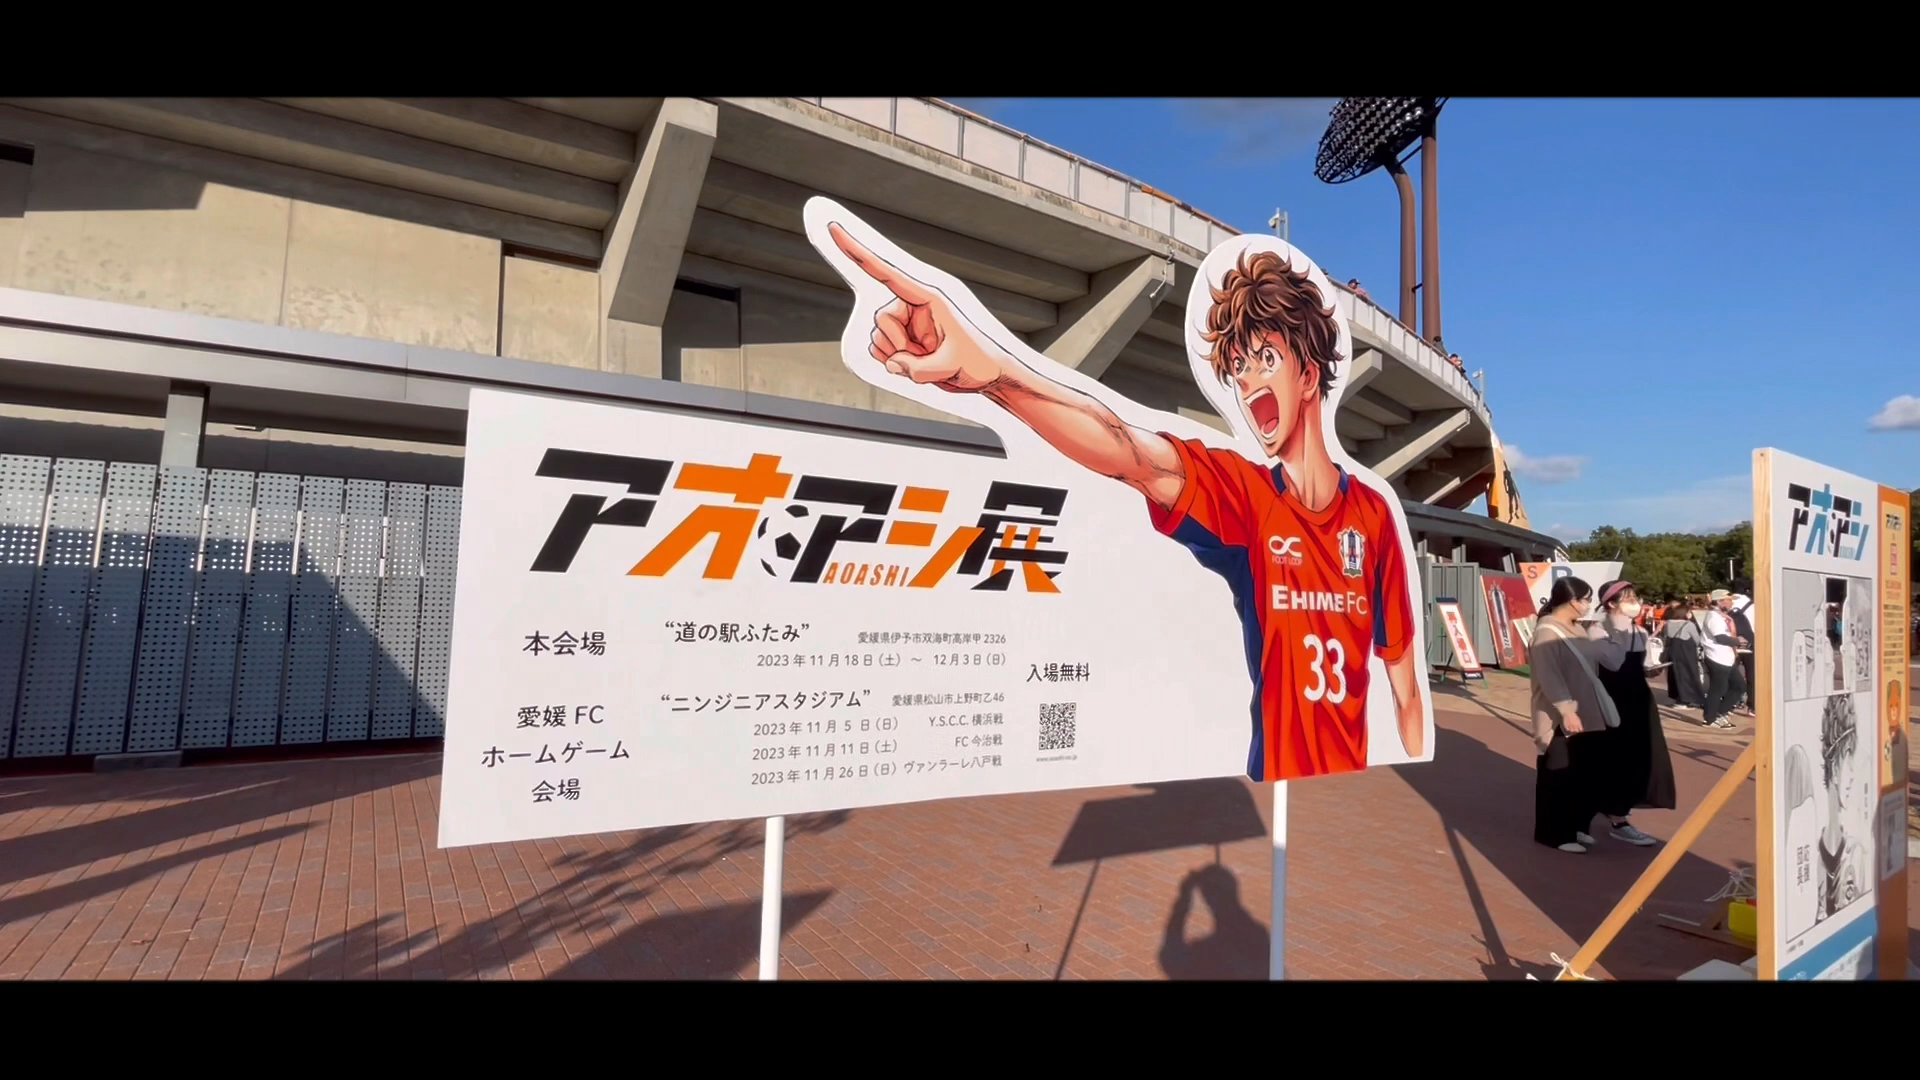 アオアシ展
AOASHI
本会場
“道の駅ふたみ” 愛媛県伊予市双海町高岸甲2326
2023年11月18日（土）～ 12月3日（日）
入場無料
愛媛FC
ホームゲーム
会場
“ニンジニアスタジアム” 愛媛県松山市上野町乙46
2023年11月 5 日（日） Y.S.C.C. 横浜戦
2023年11月11日（土） FC今治戦
2023年11月26日（日） ヴァンラーレ八戸戦
EHIME FC
33
再入場口
アオアシ